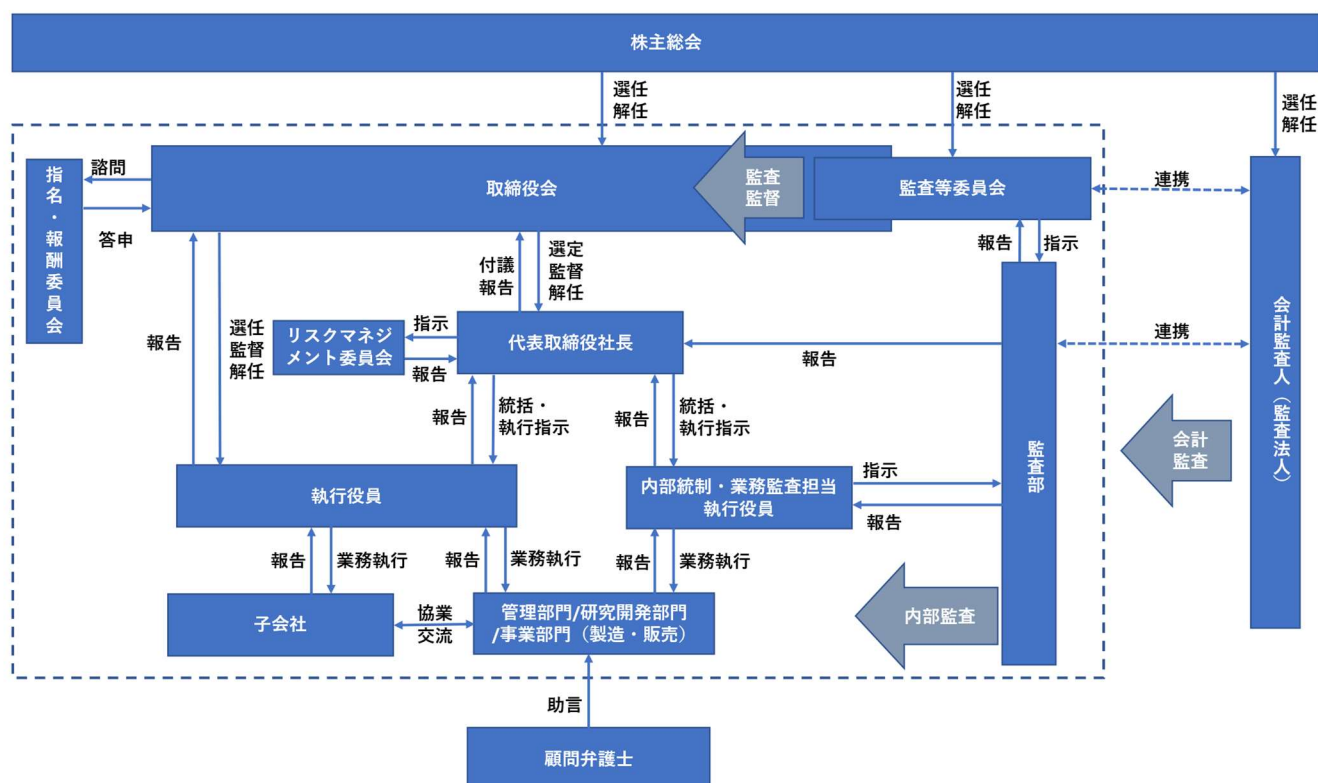 株主総会
選任
解任
選任
解任
選任
解任
指名・報酬委員会
諮問
答申
取締役会
監査
監督
監査等委員会
連携
報告
指示
付議
報告
選定
監督
解任
報告
選任
監督
解任
リスクマネジ
メント委員会
指示
報告
代表取締役社長
報告
連携
報告
統括・
執行指示
報告
統括・
執行指示
会計監査人（監査法人）
会計
監査
監査部
執行役員
内部統制・業務監査担当
執行役員
指示
報告
報告
業務執行
報告
業務執行
報告
業務執行
子会社
協業
交流
管理部門/研究開発部門
/事業部門（製造・販売）
内部監査
助言
顧問弁護士